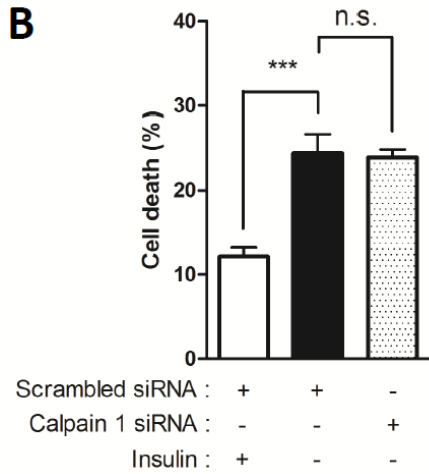 B
40
30
20
10
0
Cell death (%)
***
n.s.
Scrambled siRNA : + + -
Calpain 1 siRNA : - - +
Insulin : + - -